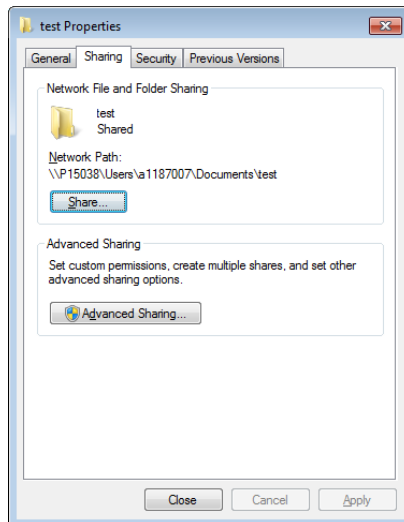 test Properties
General Sharing Security Previous Versions
Network File and Folder Sharing
test
Shared
Network Path:
\\P15038\Users\a1187007\Documents\test
Share...
Advanced Sharing
Set custom permissions, create multiple shares, and set other
advanced sharing options.
Advanced Sharing...
Close Cancel Apply